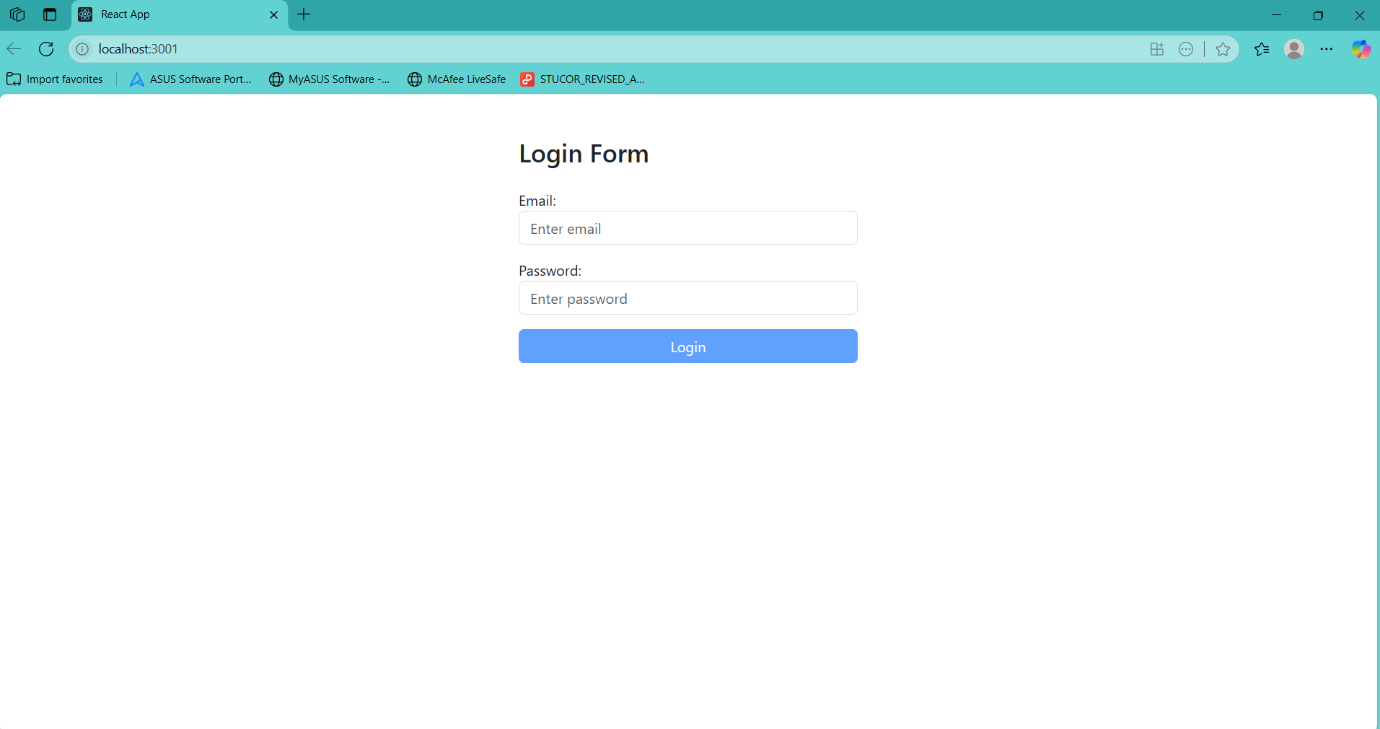 React App
localhost:3001
Import favorites
ASUS Software Port...
MyASUS Software -...
McAfee LiveSafe
STUCOR_REVISED_A...
Login Form
Email:
Enter email
Password:
Enter password
Login